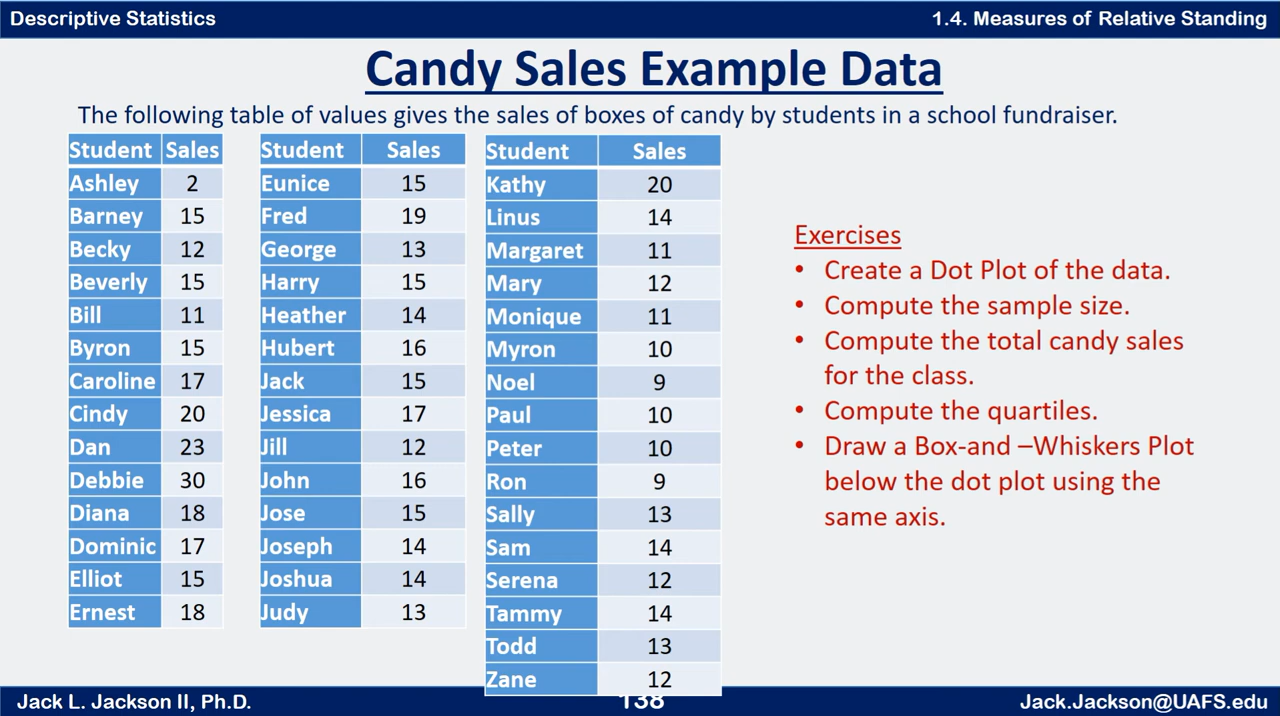 Descriptive Statistics
1.4. Measures of Relative Standing
Candy Sales Example Data
The following table of values gives the sales of boxes of candy by students in a school fundraiser.
Student Sales
Ashley 2
Barney 15
Becky 12
Beverly 15
Bill 11
Byron 15
Caroline 17
Cindy 20
Dan 23
Debbie 30
Diana 18
Dominic 17
Elliot 15
Ernest 18
Student Sales
Eunice 15
Fred 19
George 13
Harry 15
Heather 14
Hubert 16
Jack 15
Jessica 17
Jill 12
John 16
Jose 15
Joseph 14
Joshua 14
Judy 13
Student Sales
Kathy 20
Linus 14
Margaret 11
Mary 12
Monique 11
Myron 10
Noel 9
Paul 10
Peter 10
Ron 9
Sally 13
Sam 14
Serena 12
Tammy 14
Todd 13
Zane 12
Exercises
• Create a Dot Plot of the data.
• Compute the sample size.
• Compute the total candy sales
for the class.
• Compute the quartiles.
• Draw a Box-and –Whiskers Plot
below the dot plot using the
same axis.
Jack L. Jackson II, Ph.D.
138
Jack.Jackson@UAFS.edu